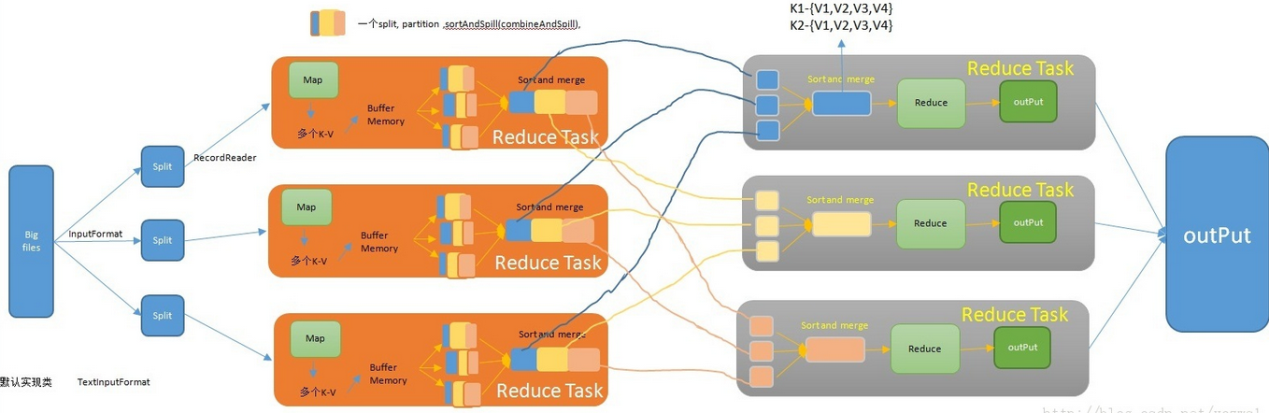 K1-{V1,V2,V3,V4}
K2-{V1,V2,V3,V4}
一个split, partition ,sortAndSpill(combineAndSpill),
Map
多个K-V
Buffer
Memory
Sortand merge
Reduce Task
Sortand merge
Reduce Task
Reduce
outPut
Split
RecordReader
Big
files
InputFormat
Split
Map
多个K-V
Buffer
Memory
Sortand merge
Reduce Task
Sortand merge
Reduce Task
Reduce
outPut
outPut
Split
Map
多个K-V
Buffer
Memory
Sortand merge
Reduce Task
Sortand merge
Reduce Task
Reduce
outPut
默认实现类 TextInputFormat